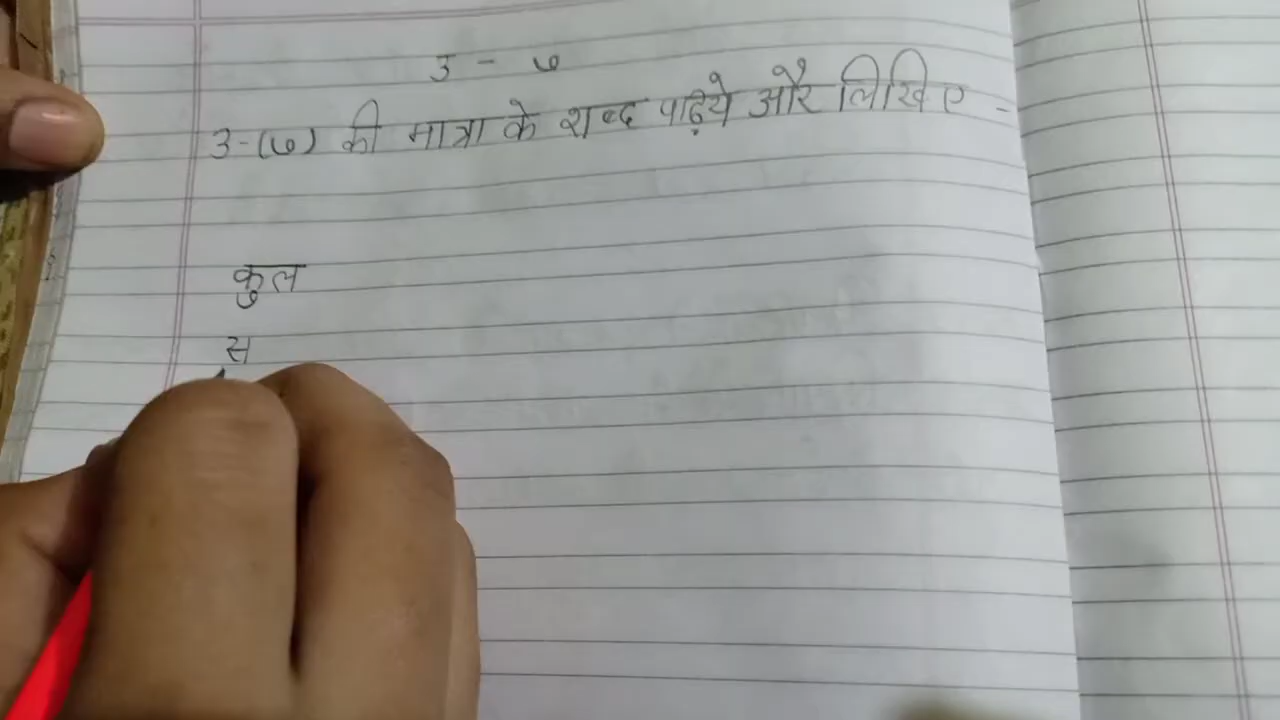 उ - ु
उ-(ु) की मात्रा के शब्द पढ़िये और लिखिए -
कुल
स